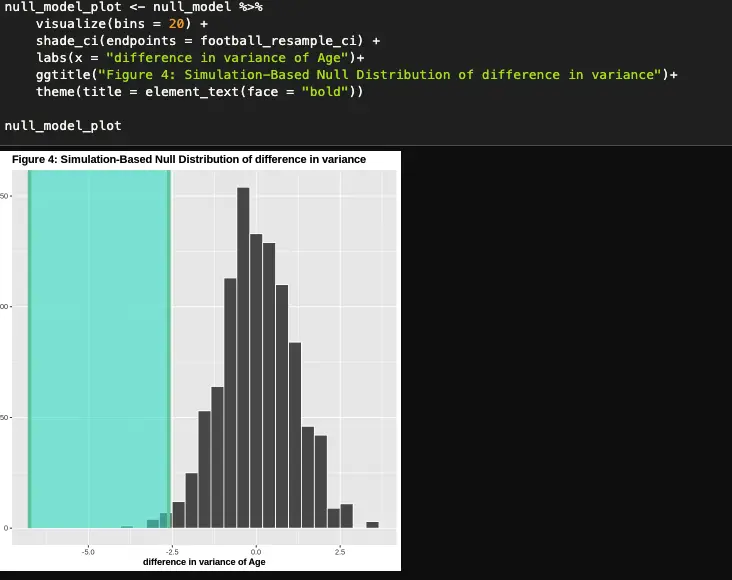 null_model_plot <- null_model %>%
visualize(bins = 20) +
shade_ci(endpoints = football_resample_ci) +
labs(x = "difference in variance of Age")+
ggtitle("Figure 4: Simulation-Based Null Distribution of difference in variance")+
theme(title = element_text(face = "bold"))
null_model_plot
Figure 4: Simulation-Based Null Distribution of difference in variance
50
00
50
0
-5.0 -2.5 0.0 2.5
difference in variance of Age